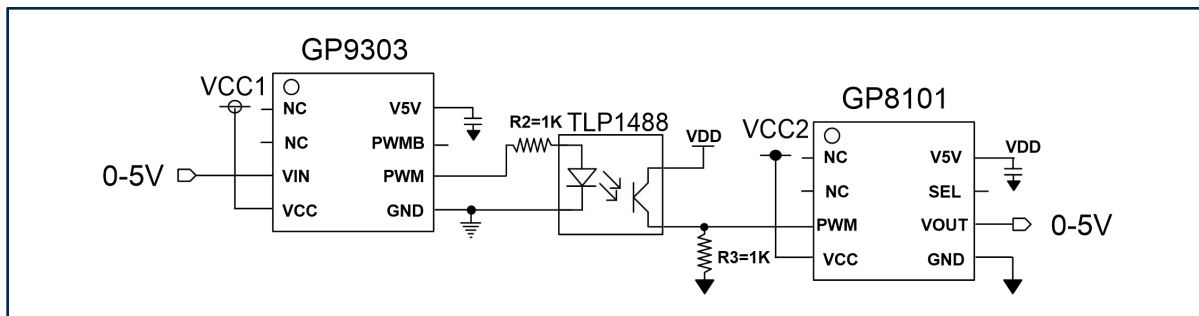 GP9303
VCC1
NC
V5V
NC
PWMB
0-5V
VIN
PWM
VCC
GND
R2=1K
TLP1488
VDD
R3=1K
GP8101
VCC2
NC
V5V
VDD
NC
SEL
PWM
VOUT
0-5V
VCC
GND